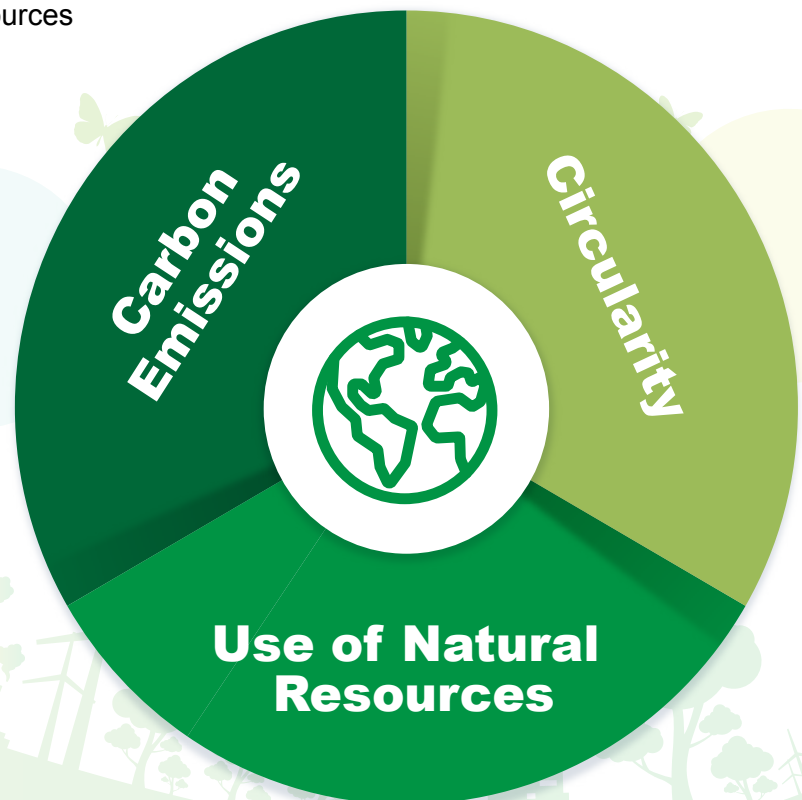 urces
Carbon
Emissions
Circularity
Use of Natural
Resources